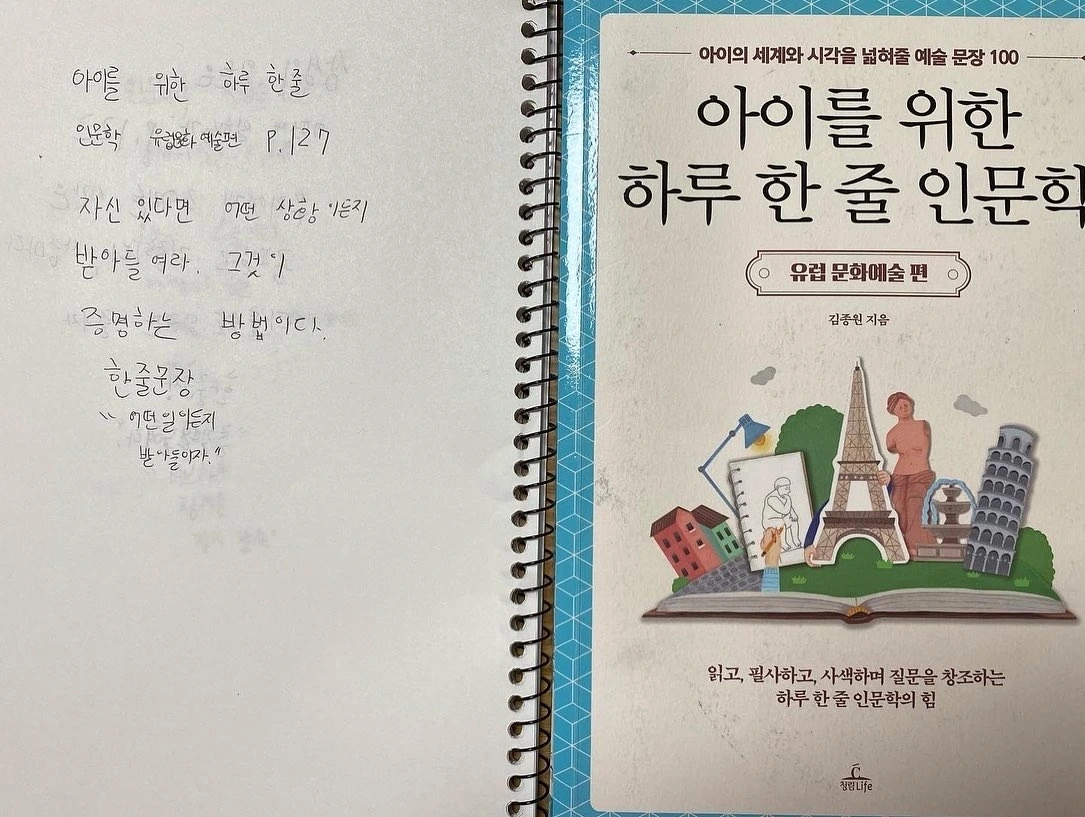 아이를 위한 하루 한 줄
인문학 유럽문화예술편 P.127
자신 있다면 어떤 상황이든지
받아들여라. 그것이
증명하는 방법이다.
한줄문장
"어떤일이든지
받아들이자."
아이의 세계와 시각을 넓혀줄 예술 문장 100
아이를 위한
하루 한 줄 인문학
유럽 문화예술 편
김종원 지음
읽고, 필사하고, 사색하며 질문을 창조하는
하루 한 줄 인문학의 힘
청림Life